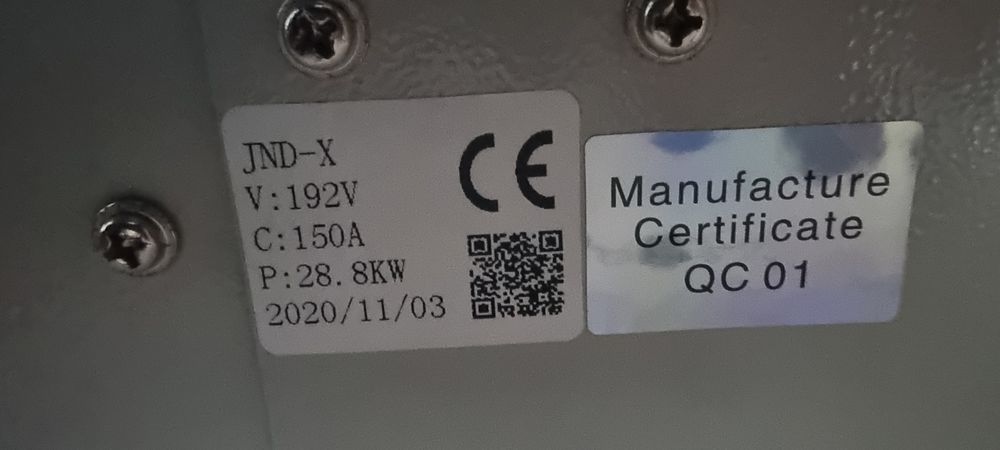 JND-X
V:192V
C:150A
P:28.8KW
2020/11/03
CE
Manufacture
Certificate
QC 01